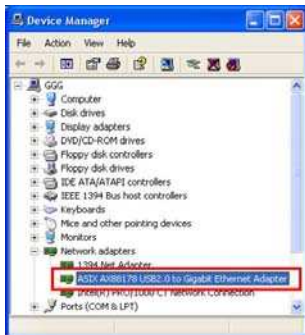 Device Manager
File Action View Help
GGG
Computer
Disk drives
Display adapters
DVD/CD-ROM drives
Floppy disk controllers
Floppy disk drives
IDE ATA/ATAPI controllers
IEEE 1394 Bus host controllers
Keyboards
Mice and other pointing devices
Monitors
Network adapters
1394 Net Adapter
ASIX AX88178 USB2.0 to Gigabit Ethernet Adapter
Intel(R) PRO/1000 CT Network Connection
Ports (COM & LPT)